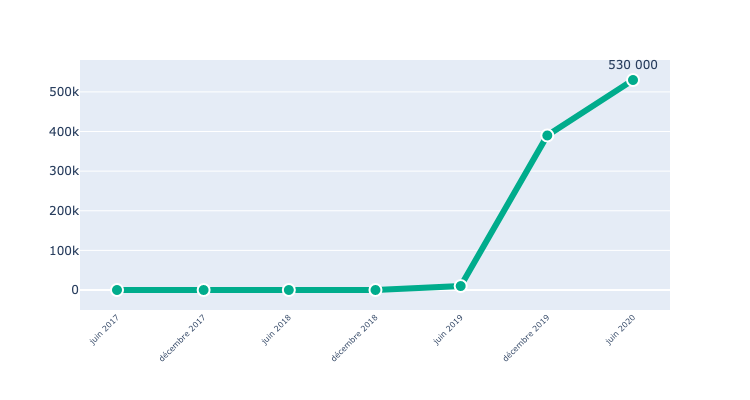 530 000
500k
400k
300k
200k
100k
0
juin 2017
décembre 2017
juin 2018
décembre 2018
juin 2019
décembre 2019
juin 2020